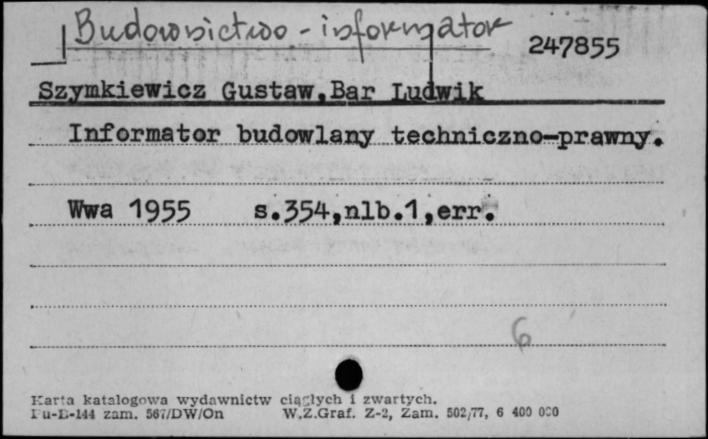 Budownictwo - informator
247855
Szymkiewicz Gustaw,Bar Ludwik
Informator budowlany techniczno-prawny.
Wwa 1955 s.354,nlb.1,err.
6
Karta katalogowa wydawnictw ciągłych i zwartych.
Pu-B-144 zam. 567/DW/On W.Z.Graf. Z-2, Zam. 502/77, 6 400 000